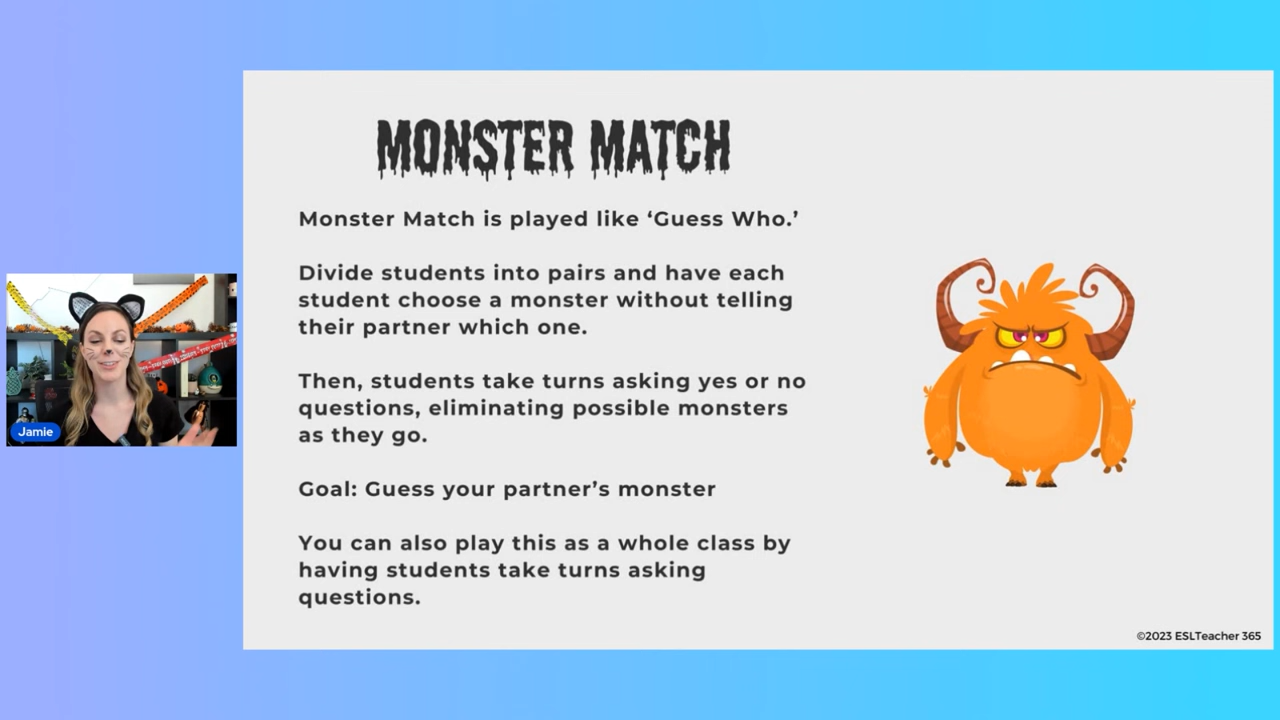 MONSTER MATCH
Monster Match is played like ‘Guess Who.’
Divide students into pairs and have each
student choose a monster without telling
their partner which one.
Then, students take turns asking yes or no
questions, eliminating possible monsters
as they go.
Goal: Guess your partner’s monster
You can also play this as a whole class by
having students take turns asking
questions.
Jamie
©2023 ESLTeacher 365